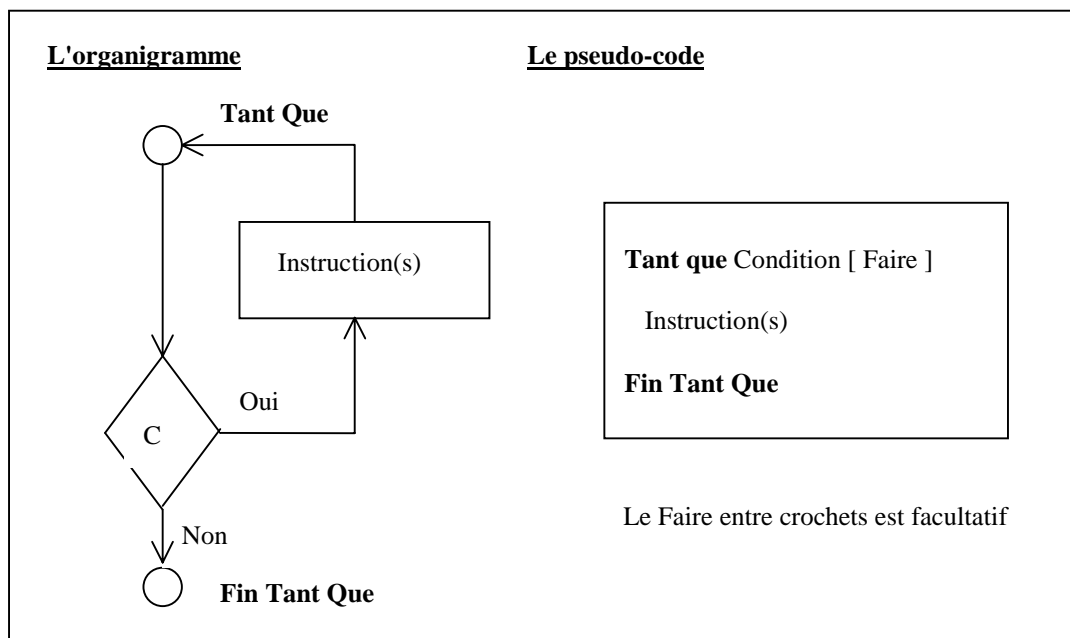 L'organigramme
Le pseudo-code
Tant Que
Instruction(s)
C
Oui
Non
Fin Tant Que
Tant que Condition [ Faire ]
Instruction(s)
Fin Tant Que
Le Faire entre crochets est facultatif